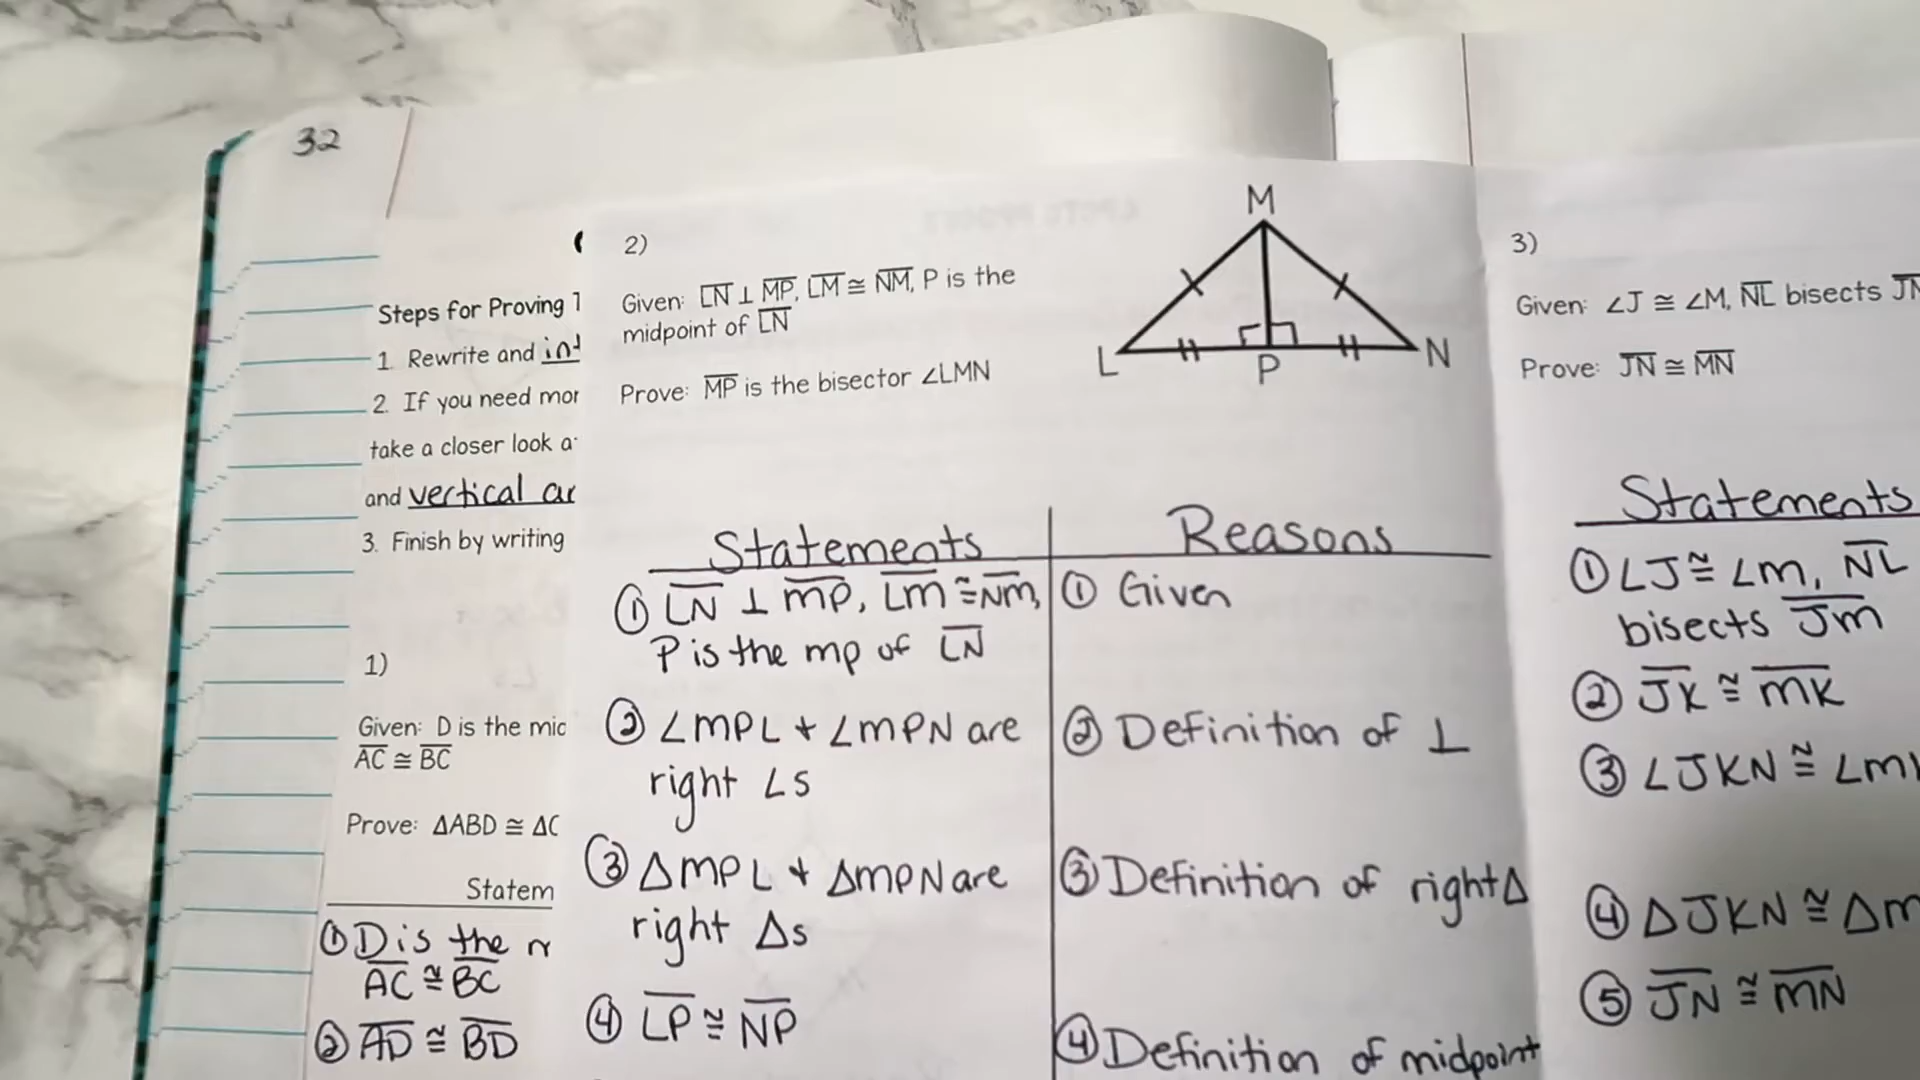 32
Steps for Proving
1. Rewrite and
2. If you need
take a closer look
and vertical
3. Finish by writing
1)
Given: D is the
AC ≅ BC
Prove: ΔABD ≅
Statem
① D is the
AC ≅ BC
② AD ≅ BD
2)
Given: LN ⊥ MP, LM ≅ NM, P is the
midpoint of LN
Prove: MP is the bisector ∠LMN
M
L
P
N
Statements
Reasons
① LN ⊥ MP, LM ≅ NM,
① Given
P is the mp of LN
② ∠MPL + ∠MPN are
② Definition of ⊥
right ∠s
③ ΔMPL + ΔMPN are
③ Definition of right Δ
right Δs
④ LP ≅ NP
④ Definition of midpoint
3)
Given: ∠J ≅ ∠M, NL bisects
Prove: JN ≅ MN
Statements
① ∠J ≅ ∠M, NL
bisects JM
② JK ≅ MK
③ ∠JKN ≅
④ ΔJKN ≅
⑤ JN ≅ MN